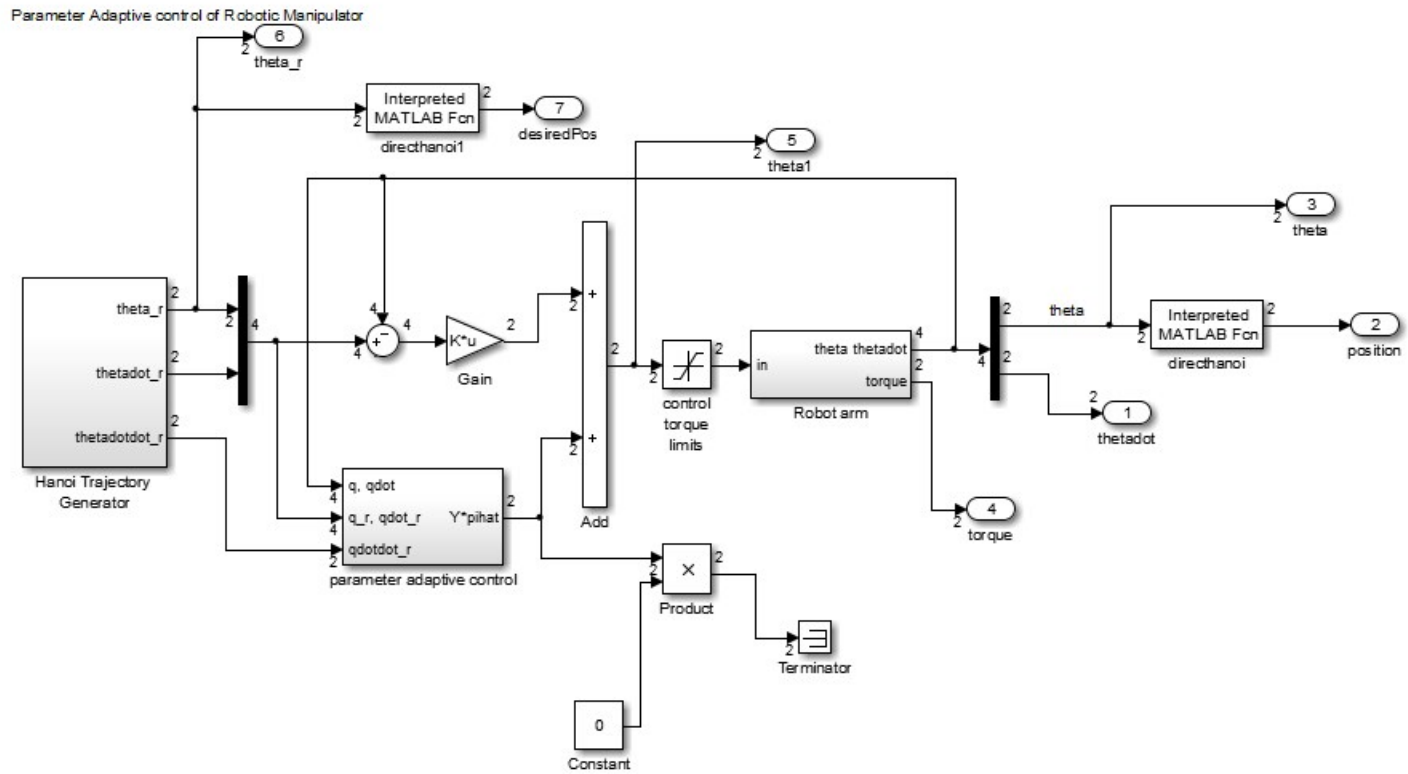 Parameter Adaptive control of Robotic Manipulator
6
2
theta_r
Interpreted
MATLAB Fcn
2
2
directhanoi1
7
desiredPos
5
2
theta1
3
2
theta
theta_r
2
thetadot_r
2
thetadotdot_r
2
Hanoi Trajectory
Generator
2
4
4
4
+
-
4
K*u
2
Gain
+
2
+
2
2
Add
2
control
torque
limits
2
in
theta thetadot
torque
4
2
Robot arm
4
2
2
theta
2
Interpreted
MATLAB Fcn
2
directhanoi
2
position
2
1
thetadot
4
2
torque
q, qdot
4
q_r, qdot_r
4
qdotdot_r
2
Y*pihat
2
parameter adaptive control
2
×
2
Product
2
Terminator
0
Constant